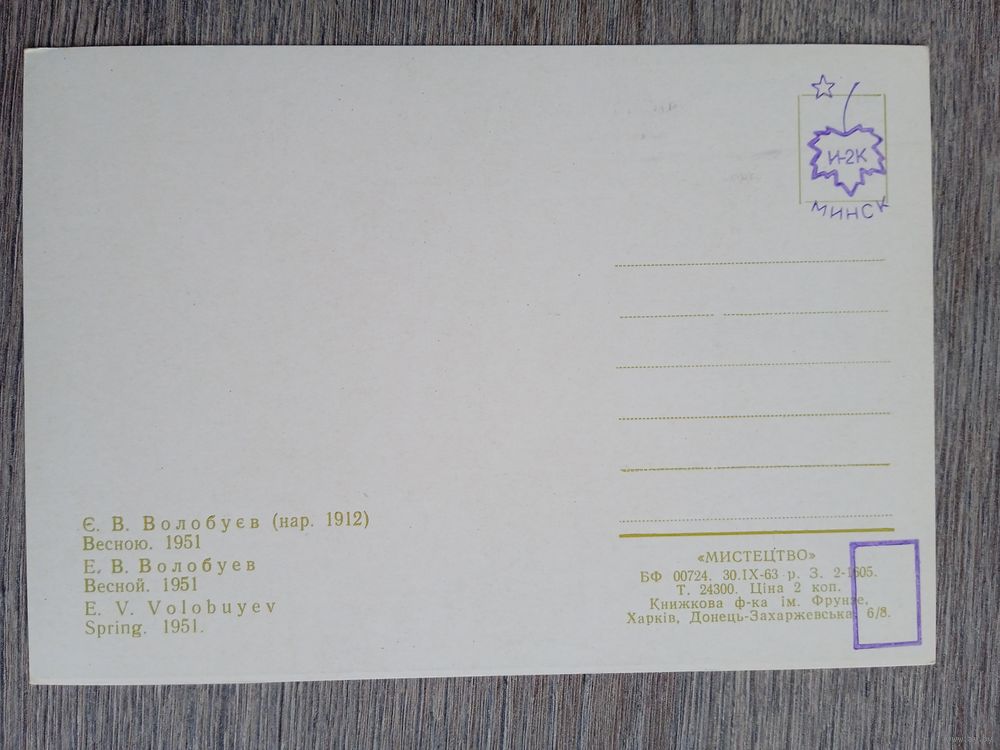 И-2К
МИНСК
Є. В. Волобуєв (нар. 1912)
Весною. 1951
Е. В. Волобуев
Весной. 1951
E. V. Volobuyev
Spring. 1951.
«МИСТЕЦТВО»
БФ 00724. 30.IX-63 р. З. 2-1605.
Т. 24300. Ціна 2 коп.
Книжкова ф-ка ім. Фрунзе,
Харків, Донець-Захаржевська 6/8.